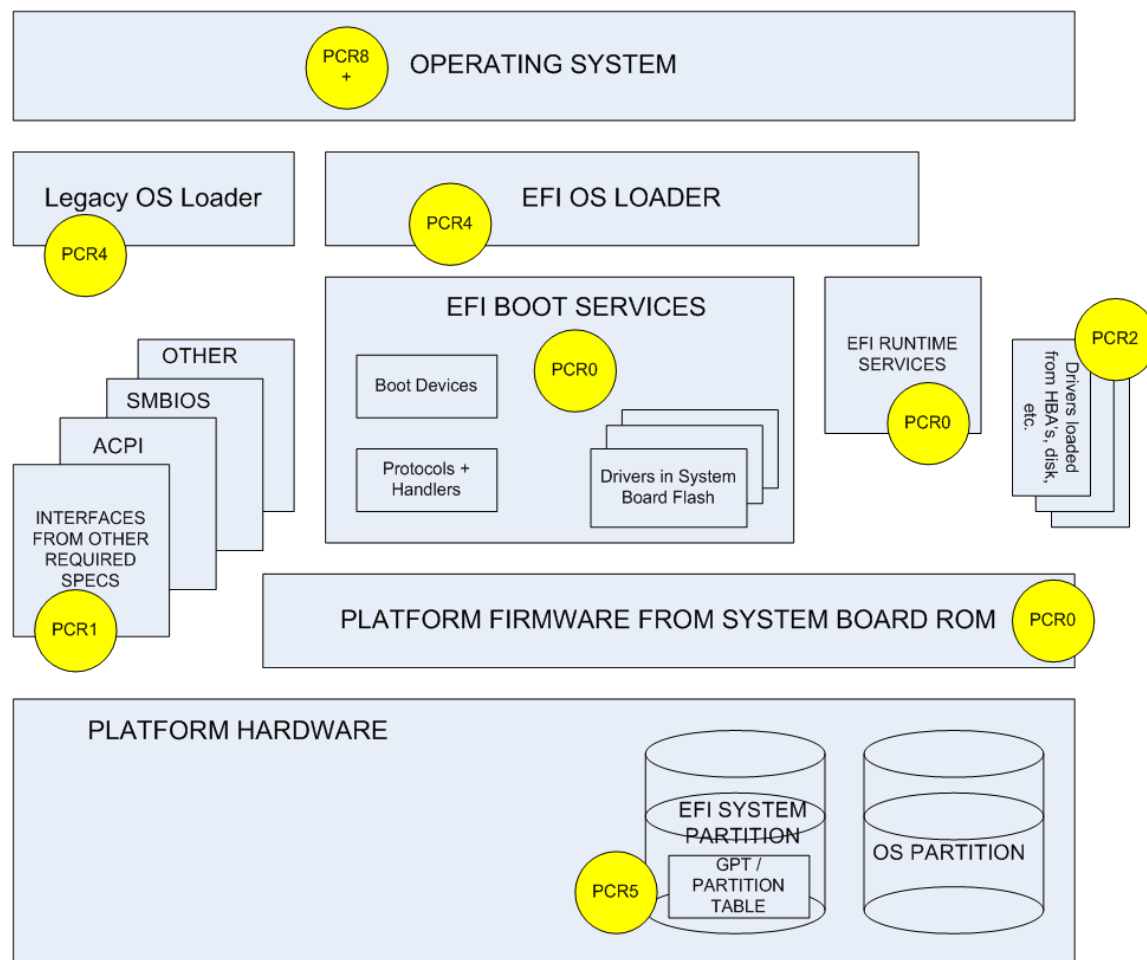 PCR8
+
OPERATING SYSTEM
Legacy OS Loader
PCR4
EFI OS LOADER
PCR4
EFI BOOT SERVICES
PCR0
Boot Devices
Protocols +
Handlers
Drivers in System
Board Flash
EFI RUNTIME
SERVICES
PCR0
PCR2
Drivers loaded
from HBA's, disk,
etc.
OTHER
SMBIOS
ACPI
INTERFACES
FROM OTHER
REQUIRED
SPECS
PCR1
PLATFORM FIRMWARE FROM SYSTEM BOARD ROM
PCR0
PLATFORM HARDWARE
EFI SYSTEM
PARTITION
GPT /
PARTITION
TABLE
PCR5
OS PARTITION